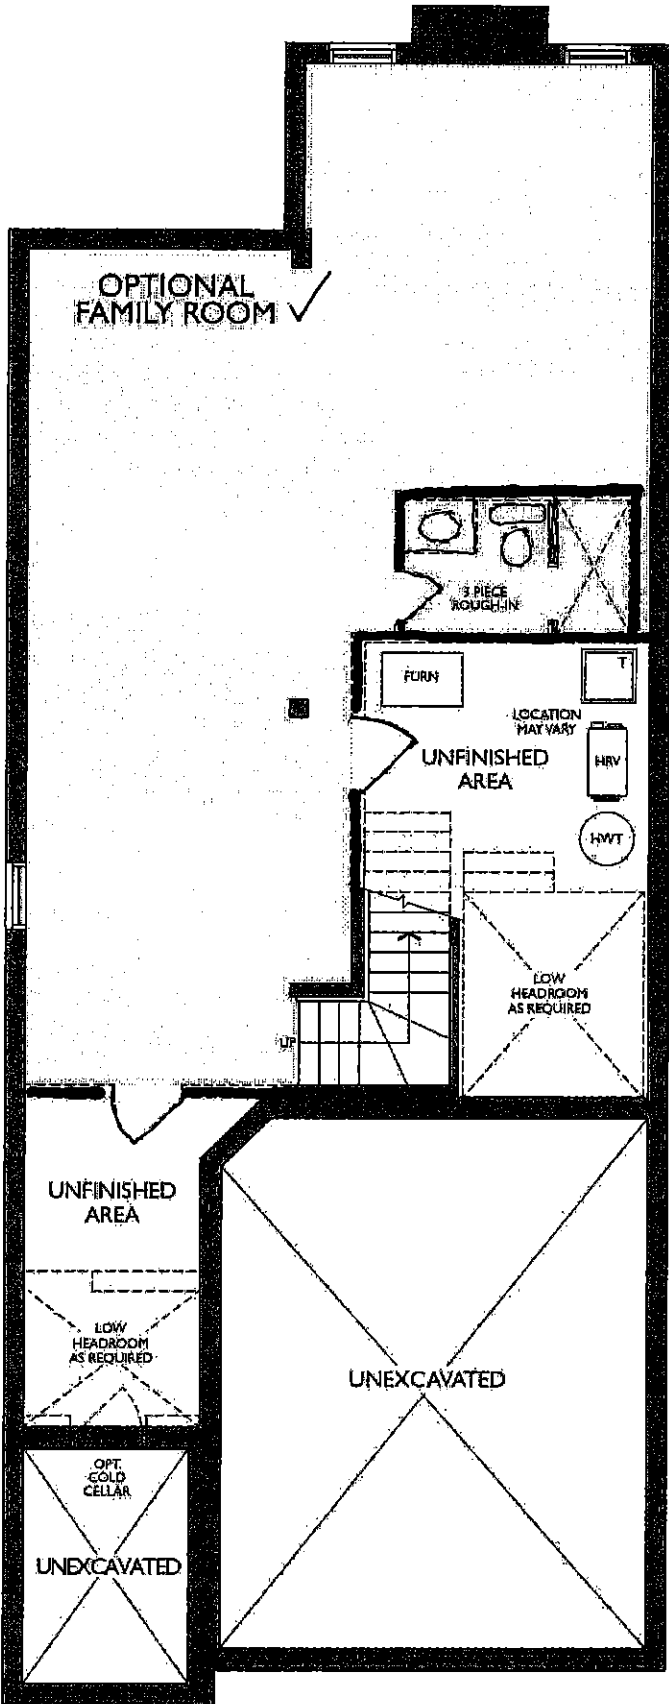 OPTIONAL
FAMILY ROOM
3 PIECE
ROUGH-IN
FURN
T
LOCATION
MAY VARY
HRV
UNFINISHED
AREA
HWT
LOW
HEADROOM
AS REQUIRED
UP
UNFINISHED
AREA
LOW
HEADROOM
AS REQUIRED
UNEXCAVATED
OPT.
COLD
CELLAR
UNEXCAVATED